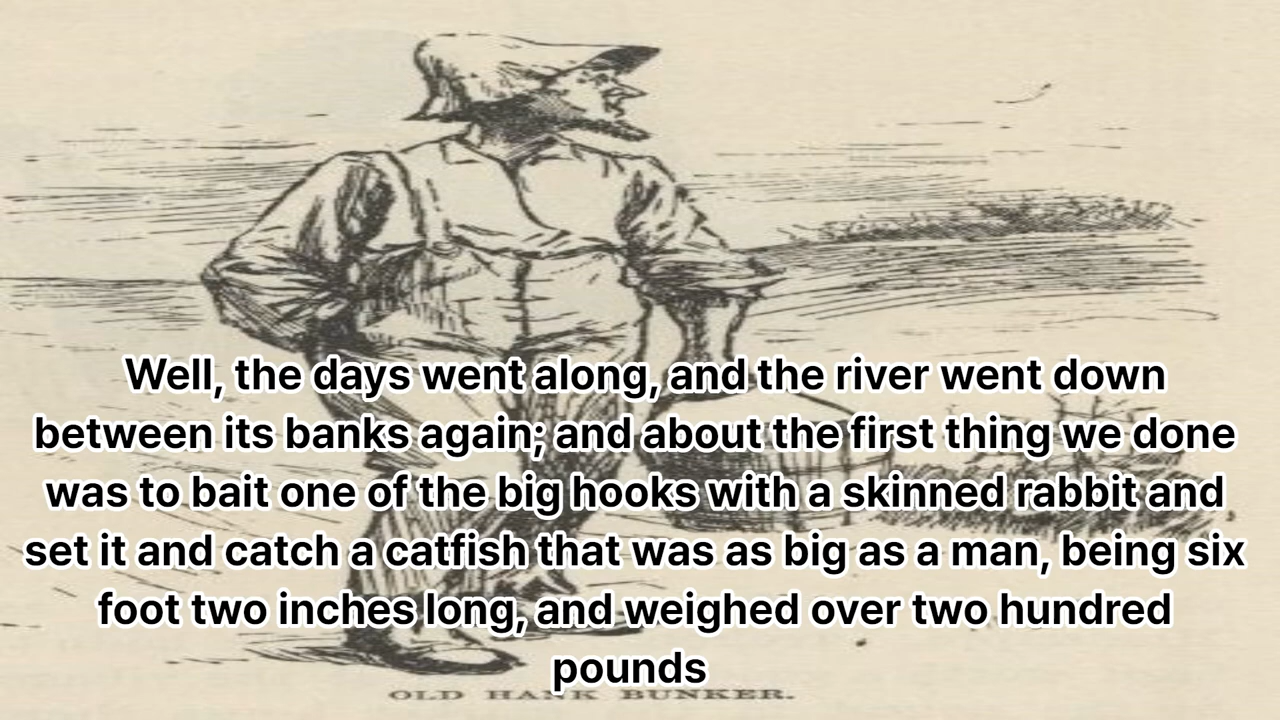 Well, the days went along, and the river went down
between its banks again; and about the first thing we done
was to bait one of the big hooks with a skinned rabbit and
set it and catch a catfish that was as big as a man, being six
foot two inches long, and weighed over two hundred
pounds
OLD HANK BUNKER.